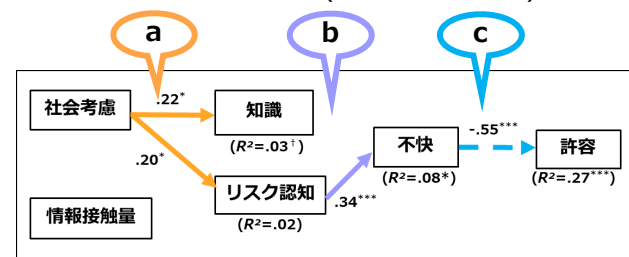 a
b
c
社会考慮
.22*
知識
(R²=.03†)
不快
-.55***
許容
(R²=.08*)
(R²=.27***)
.20*
リスク認知
.34***
(R²=.02)
情報接触量